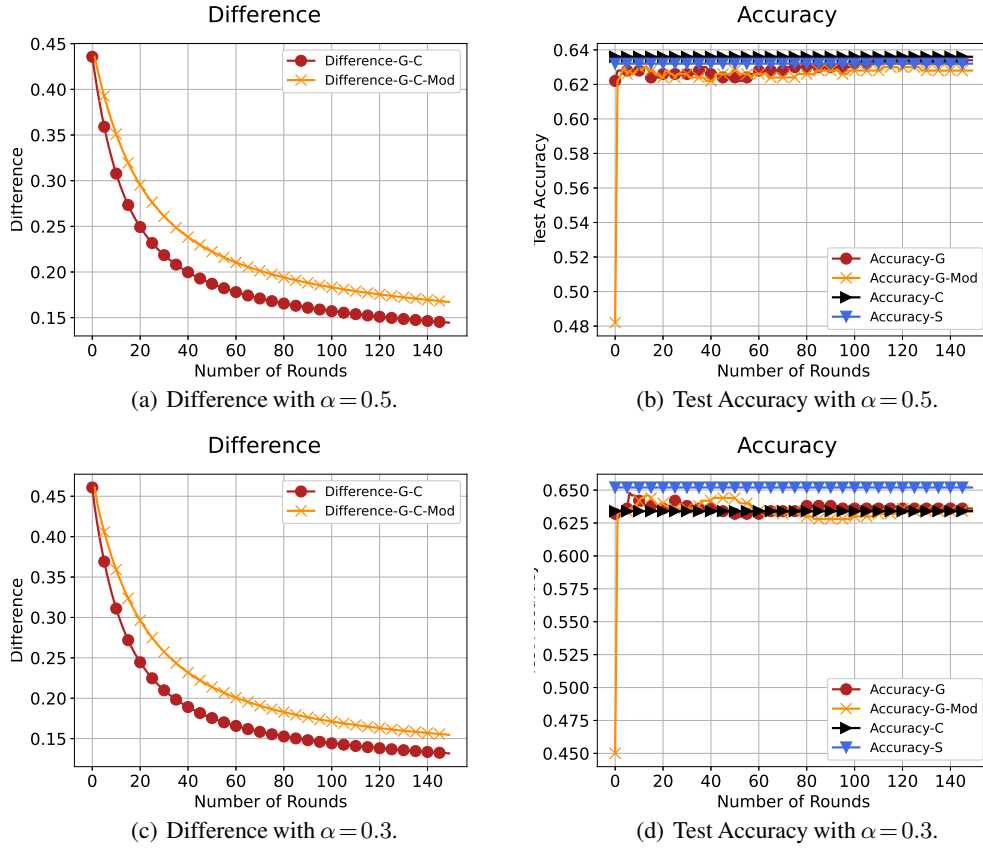 Difference
Accuracy
0.45
0.40
0.35
0.30
0.25
0.20
0.15
Difference
Difference-G-C
Difference-G-C-Mod
0 20 40 60 80 100 120 140
Number of Rounds
0.64
0.62
0.60
0.58
0.56
0.54
0.52
0.50
0.48
Test Accuracy
Accuracy-G
Accuracy-G-Mod
Accuracy-C
Accuracy-S
0 20 40 60 80 100 120 140
Number of Rounds
(a) Difference with α=0.5.
(b) Test Accuracy with α=0.5.
Difference
Accuracy
0.45
0.40
0.35
0.30
0.25
0.20
0.15
Difference
Difference-G-C
Difference-G-C-Mod
0 20 40 60 80 100 120 140
Number of Rounds
0.650
0.625
0.600
0.575
0.550
0.525
0.500
0.475
0.450
Accuracy-G
Accuracy-G-Mod
Accuracy-C
Accuracy-S
0 20 40 60 80 100 120 140
Number of Rounds
(c) Difference with α=0.3.
(d) Test Accuracy with α=0.3.